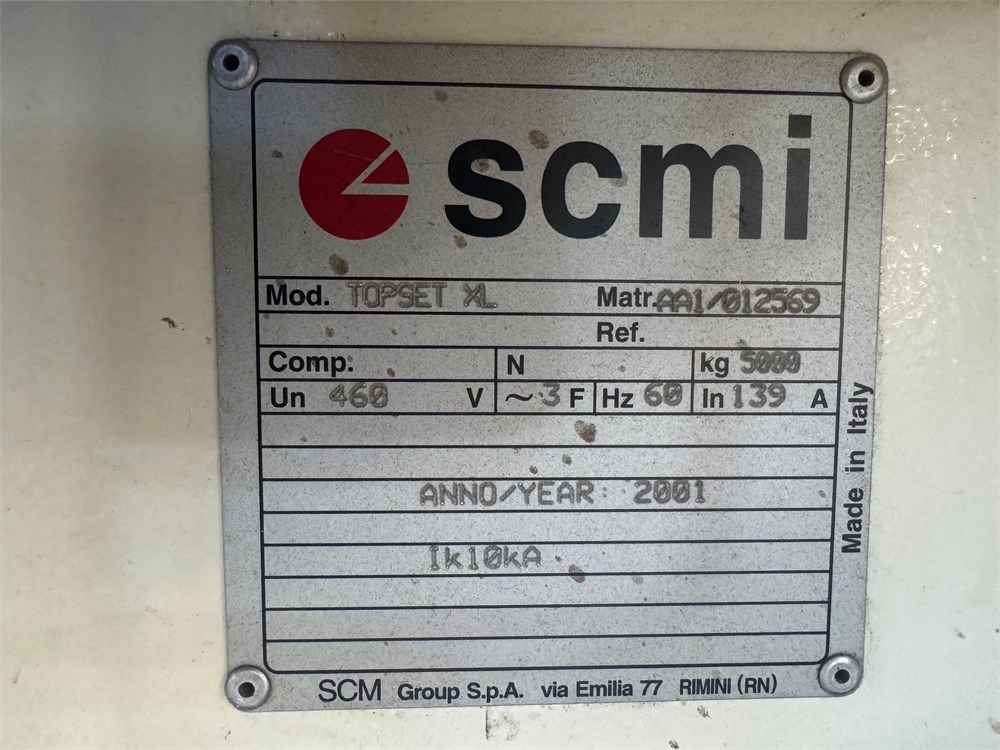 scmi
Mod. TOPSET XL Matr. AA1/012569
Ref.
Comp. N kg 5000
Un 460 V ~ 3 F Hz 60 In 139 A
ANNO/YEAR: 2001
Ik10kA
Made in Italy
SCM Group S.p.A. via Emilia 77 RIMINI (RN)